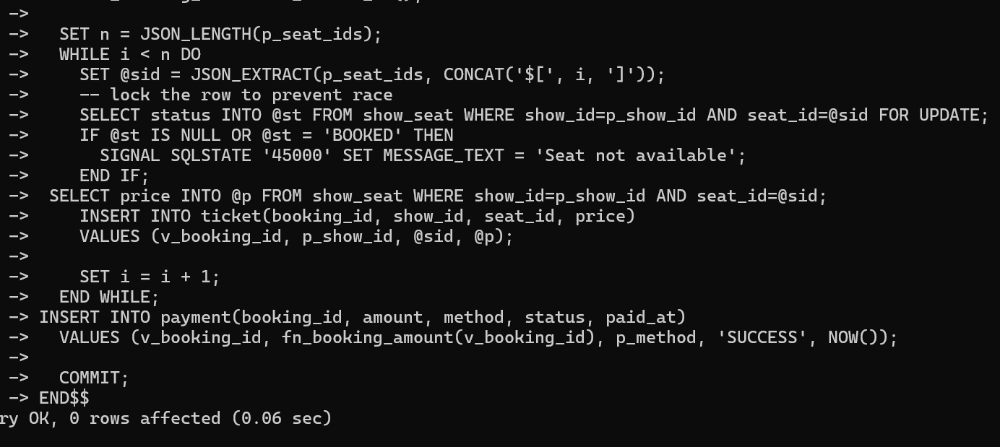 ->
->   SET n = JSON_LENGTH(p_seat_ids);
->   WHILE i < n DO
->     SET @sid = JSON_EXTRACT(p_seat_ids, CONCAT('$[', i, ']'));
->     -- lock the row to prevent race
->     SELECT status INTO @st FROM show_seat WHERE show_id=p_show_id AND seat_id=@sid FOR UPDATE;
->     IF @st IS NULL OR @st = 'BOOKED' THEN
->       SIGNAL SQLSTATE '45000' SET MESSAGE_TEXT = 'Seat not available';
->     END IF;
->  SELECT price INTO @p FROM show_seat WHERE show_id=p_show_id AND seat_id=@sid;
->     INSERT INTO ticket(booking_id, show_id, seat_id, price)
->     VALUES (v_booking_id, p_show_id, @sid, @p);
->
->     SET i = i + 1;
->   END WHILE;
-> INSERT INTO payment(booking_id, amount, method, status, paid_at)
->   VALUES (v_booking_id, fn_booking_amount(v_booking_id), p_method, 'SUCCESS', NOW());
->
->   COMMIT;
-> END$$
ry OK, 0 rows affected (0.06 sec)